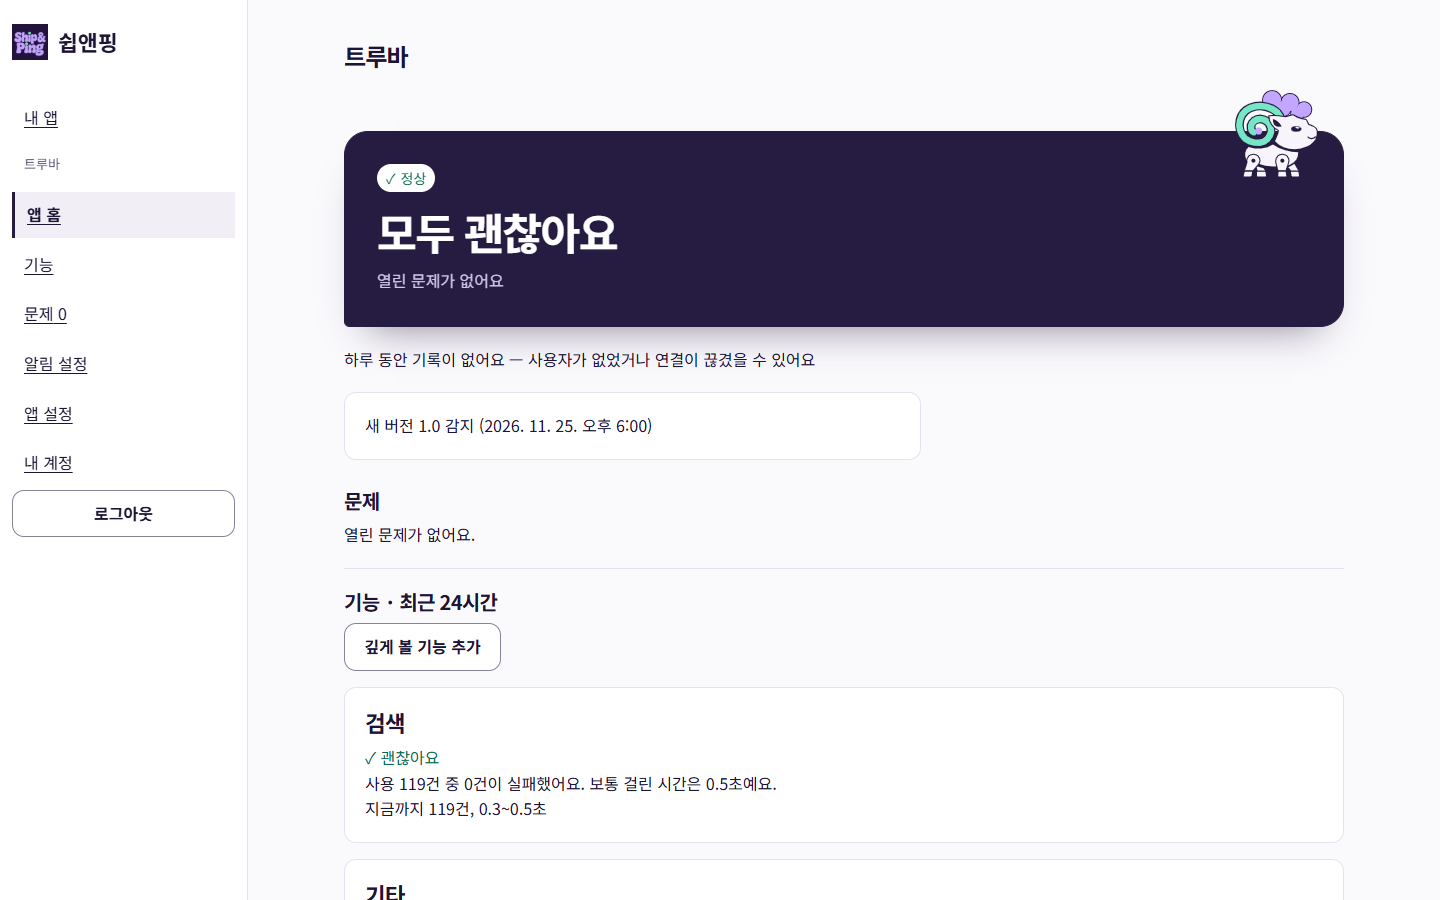 Ship&
Ping
쉽앤핑
내 앱
트루바
앱 홈
기능
문제 0
알림 설정
앱 설정
내 계정
로그아웃
트루바
✓ 정상
모두 괜찮아요
열린 문제가 없어요
하루 동안 기록이 없어요 — 사용자가 없었거나 연결이 끊겼을 수 있어요
새 버전 1.0 감지 (2026. 11. 25. 오후 6:00)
문제
열린 문제가 없어요.
기능 · 최근 24시간
깊게 볼 기능 추가
검색
✓ 괜찮아요
사용 119건 중 0건이 실패했어요. 보통 걸린 시간은 0.5초예요.
지금까지 119건, 0.3~0.5초
기타